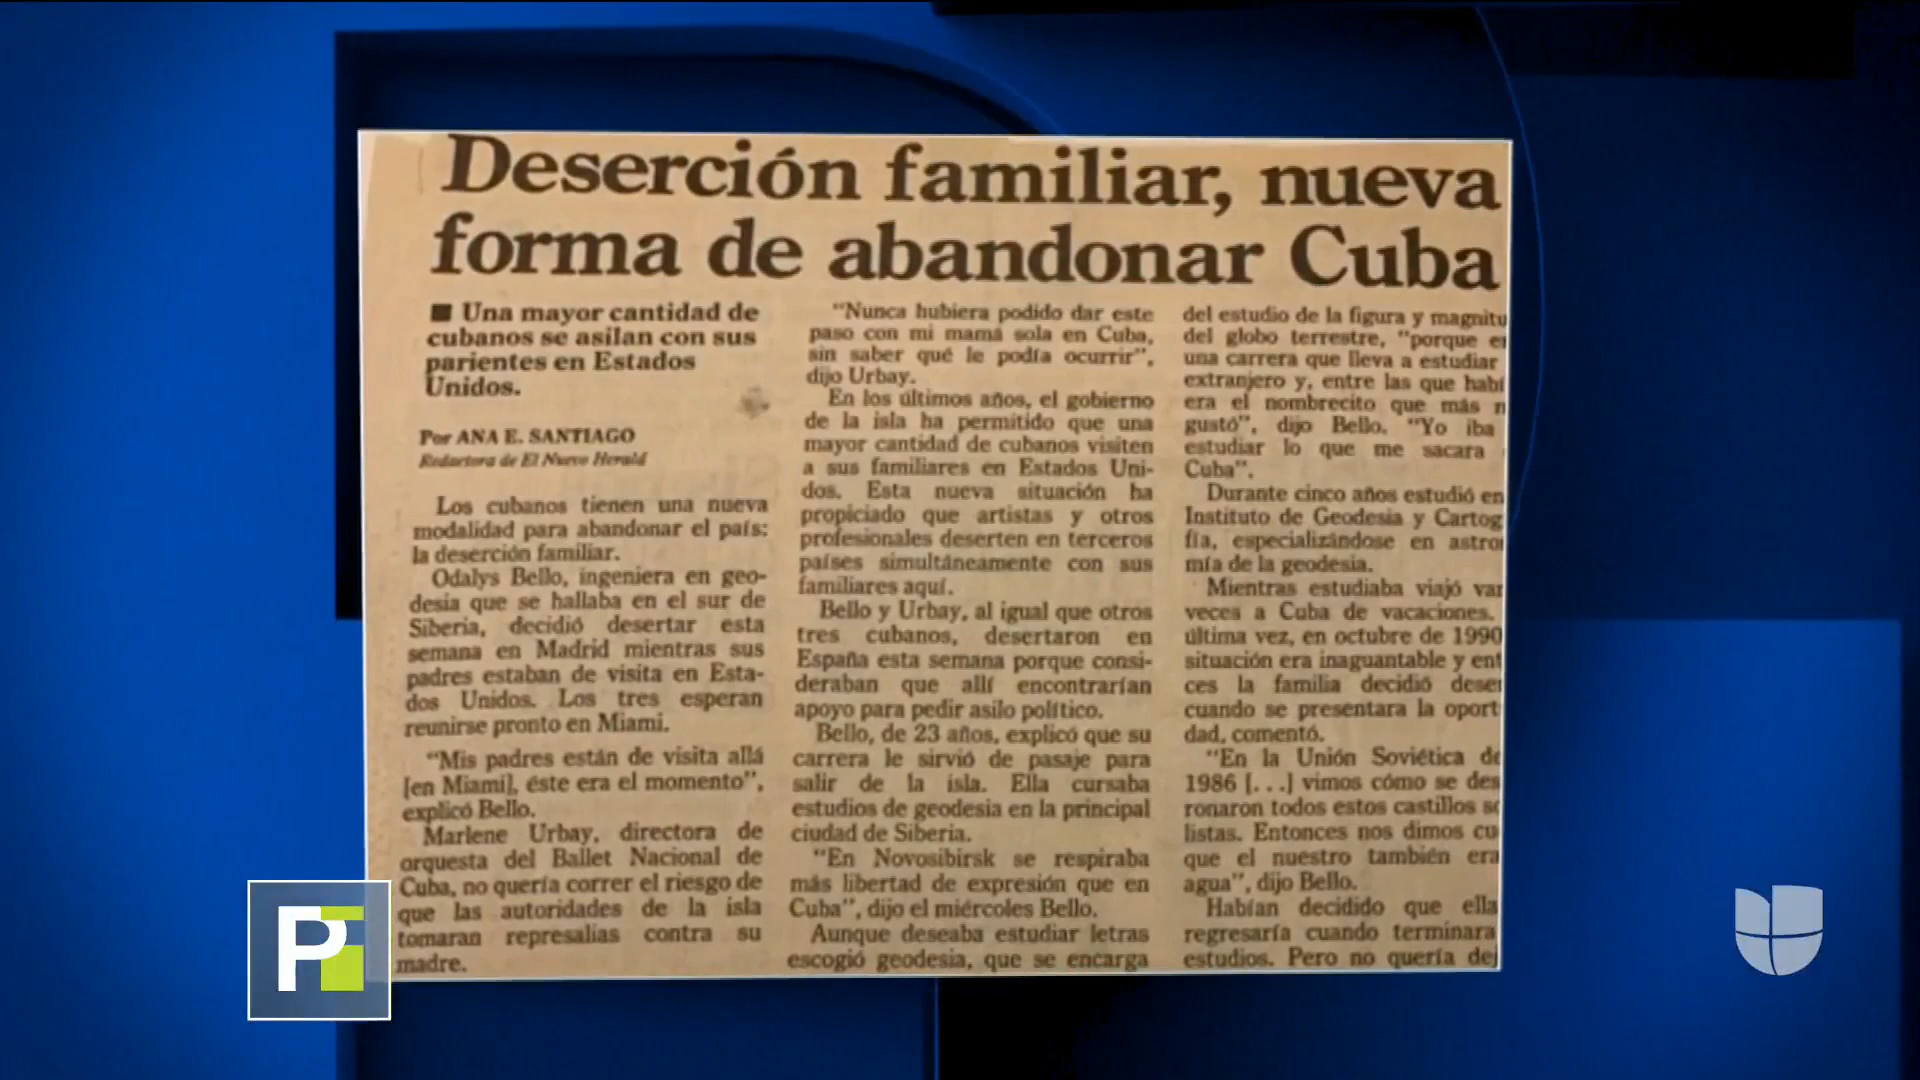 Deserción familiar, nueva
forma de abandonar Cuba
■ Una mayor cantidad de
cubanos se asilan con sus
parientes en Estados
Unidos.
Por ANA E. SANTIAGO
Redactora de El Nuevo Herald
Los cubanos tienen una nueva
modalidad para abandonar el país:
la deserción familiar.
Odalys Bello, ingeniera en geo-
desia que se hallaba en el sur de
Siberia, decidió desertar esta
semana en Madrid mientras sus
padres estaban de visita en Esta-
dos Unidos. Los tres esperan
reunirse pronto en Miami.
"Mis padres están de visita allá
[en Miami], éste era el momento",
explicó Bello.
Marlene Urbay, directora de
orquesta del Ballet Nacional de
Cuba, no quería correr el riesgo de
que las autoridades de la isla
tomaran represalias contra su
madre.
"Nunca hubiera podido dar este
paso con mi mamá sola en Cuba,
sin saber qué le podía ocurrir",
dijo Urbay.
En los últimos años, el gobierno
de la isla ha permitido que una
mayor cantidad de cubanos visiten
a sus familiares en Estados Uni-
dos. Esta nueva situación ha
propiciado que artistas y otros
profesionales deserten en terceros
países simultáneamente con sus
familiares aquí.
Bello y Urbay, al igual que otros
tres cubanos, desertaron en
España esta semana porque consi-
deraban que allí encontrarían
apoyo para pedir asilo político.
Bello, de 23 años, explicó que su
carrera le sirvió de pasaje para
salir de la isla. Ella cursaba
estudios de geodesia en la principal
ciudad de Siberia.
"En Novosibirsk se respiraba
más libertad de expresión que en
Cuba", dijo el miércoles Bello.
Aunque deseaba estudiar letras
escogió geodesia, que se encarga
del estudio de la figura y magnitu
del globo terrestre, "porque er
una carrera que lleva a estudiar
extranjero y, entre las que habí
era el nombrecito que más
gustó", dijo Bello. "Yo iba
estudiar lo que me sacara
Cuba".
Durante cinco años estudió en
Instituto de Geodesia y Cartog
fía, especializándose en astro
mía de la geodesia.
Mientras estudiaba viajó var
veces a Cuba de vacaciones.
última vez, en octubre de 1990
situación era inaguantable y ent
ces la familia decidió deser
cuando se presentara la oport
dad, comentó.
"En la Unión Soviética de
1986 [. . .] vimos cómo se des
ronaron todos estos castillos so
listas. Entonces nos dimos cu
que el nuestro también era
agua", dijo Bello.
Habían decidido que ella
regresaría cuando terminara
estudios. Pero no quería dej
P